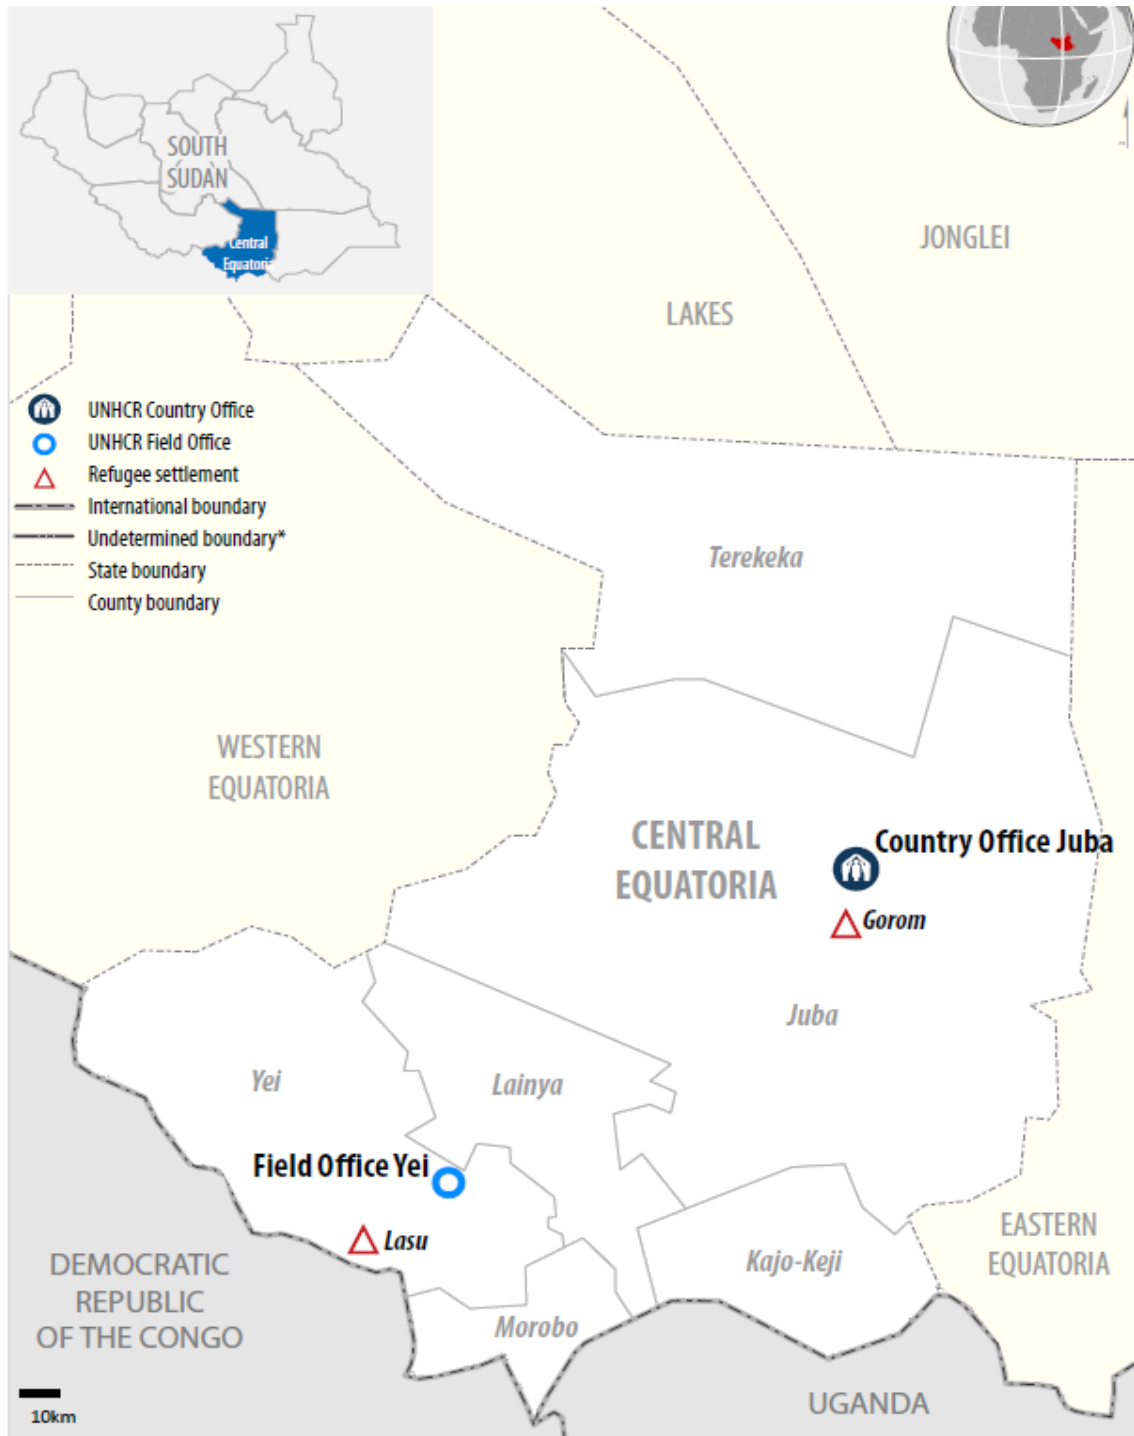 SOUTH
SUDAN
Central
Equatoria
JONGLEI
LAKES
UNHCR Country Office
UNHCR Field Office
Refugee settlement
International boundary
Undetermined boundary*
State boundary
County boundary
Terekeka
WESTERN
EQUATORIA
CENTRAL
EQUATORIA
Country Office Juba
Gorom
Juba
Yei
Lainya
Field Office Yei
Lasu
EASTERN
EQUATORIA
Kajo-Keji
DEMOCRATIC
REPUBLIC
OF THE CONGO
Morobo
UGANDA
10km